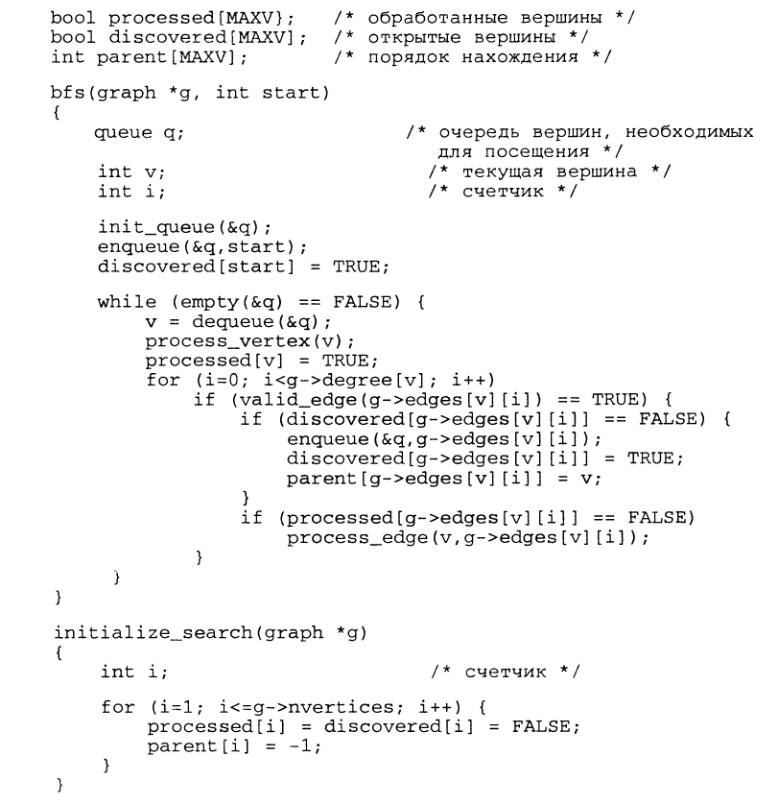 bool processed[MAXV};   /* обработанные вершины */
bool discovered[MAXV];  /* открытые вершины */
int parent[MAXV];       /* порядок нахождения */
bfs(graph *g, int start)
{
queue q;                /* очередь вершин, необходимых
для посещения */
int v;                  /* текущая вершина */
int i;                  /* счетчик */
init_queue(&q);
enqueue(&q,start);
discovered[start] = TRUE;
while (empty(&q) == FALSE) {
v = dequeue(&q);
process_vertex(v);
processed[v] = TRUE;
for (i=0; i<g->degree[v]; i++)
if (valid_edge(g->edges[v][i]) == TRUE) {
if (discovered[g->edges[v][i]] == FALSE) {
enqueue(&q,g->edges[v][i]);
discovered[g->edges[v][i]] = TRUE;
parent[g->edges[v][i]] = v;
}
if (processed[g->edges[v][i]] == FALSE)
process_edge(v,g->edges[v][i]);
}
}
}
initialize_search(graph *g)
{
int i;                  /* счетчик */
for (i=1; i<=g->nvertices; i++) {
processed[i] = discovered[i] = FALSE;
parent[i] = -1;
}
}